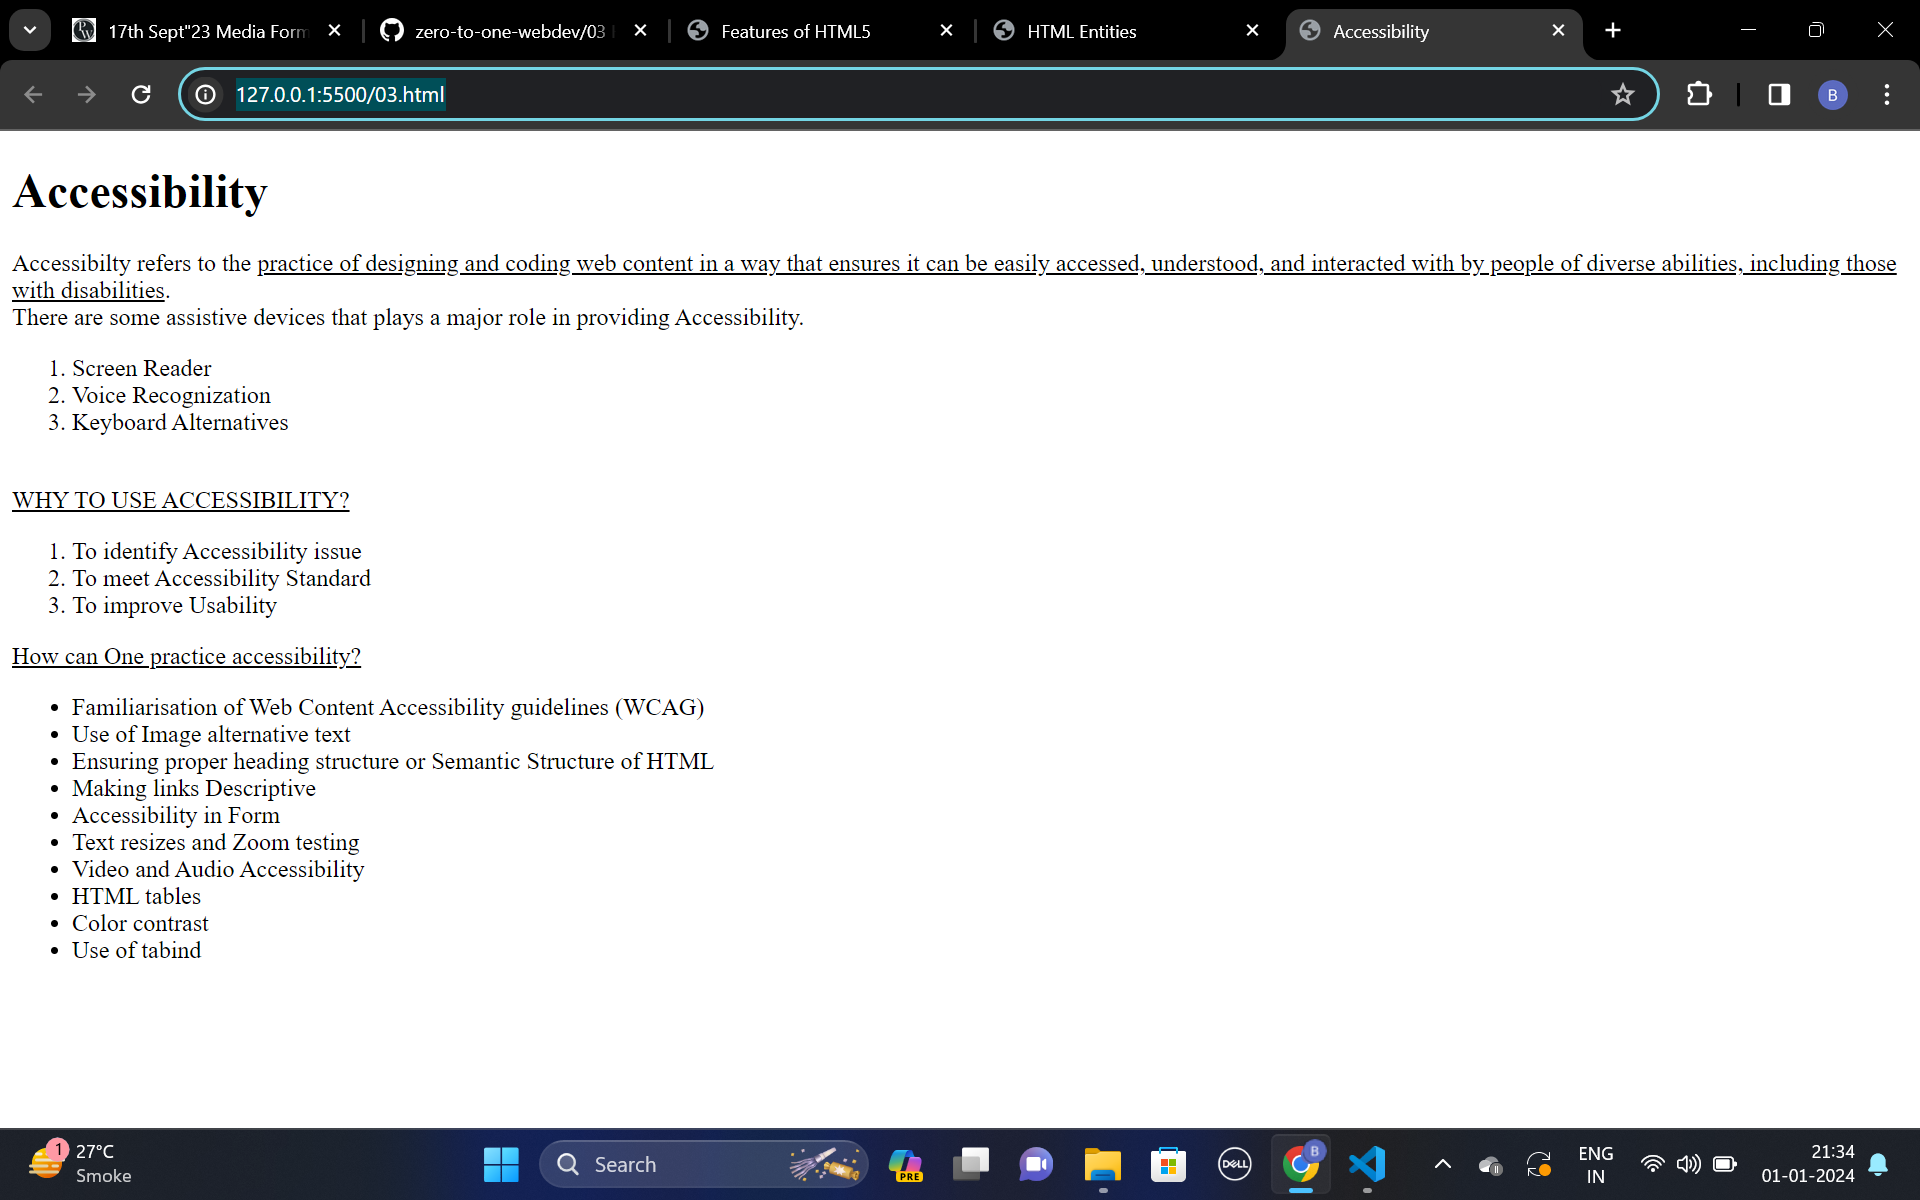 17th Sept"23 Media Form
zero-to-one-webdev/03
Features of HTML5
HTML Entities
Accessibility
127.0.0.1:5500/03.html
B
Accessibility
Accessibilty refers to the practice of designing and coding web content in a way that ensures it can be easily accessed, understood, and interacted with by people of diverse abilities, including those
with disabilities.
There are some assistive devices that plays a major role in providing Accessibility.
1. Screen Reader
2. Voice Recognization
3. Keyboard Alternatives
WHY TO USE ACCESSIBILITY?
1. To identify Accessibility issue
2. To meet Accessibility Standard
3. To improve Usability
How can One practice accessibility?
• Familiarisation of Web Content Accessibility guidelines (WCAG)
• Use of Image alternative text
• Ensuring proper heading structure or Semantic Structure of HTML
• Making links Descriptive
• Accessibility in Form
• Text resizes and Zoom testing
• Video and Audio Accessibility
• HTML tables
• Color contrast
• Use of tabind
1
27°C
Smoke
Search
PRE
DELL
B
ENG
IN
21:34
01-01-2024